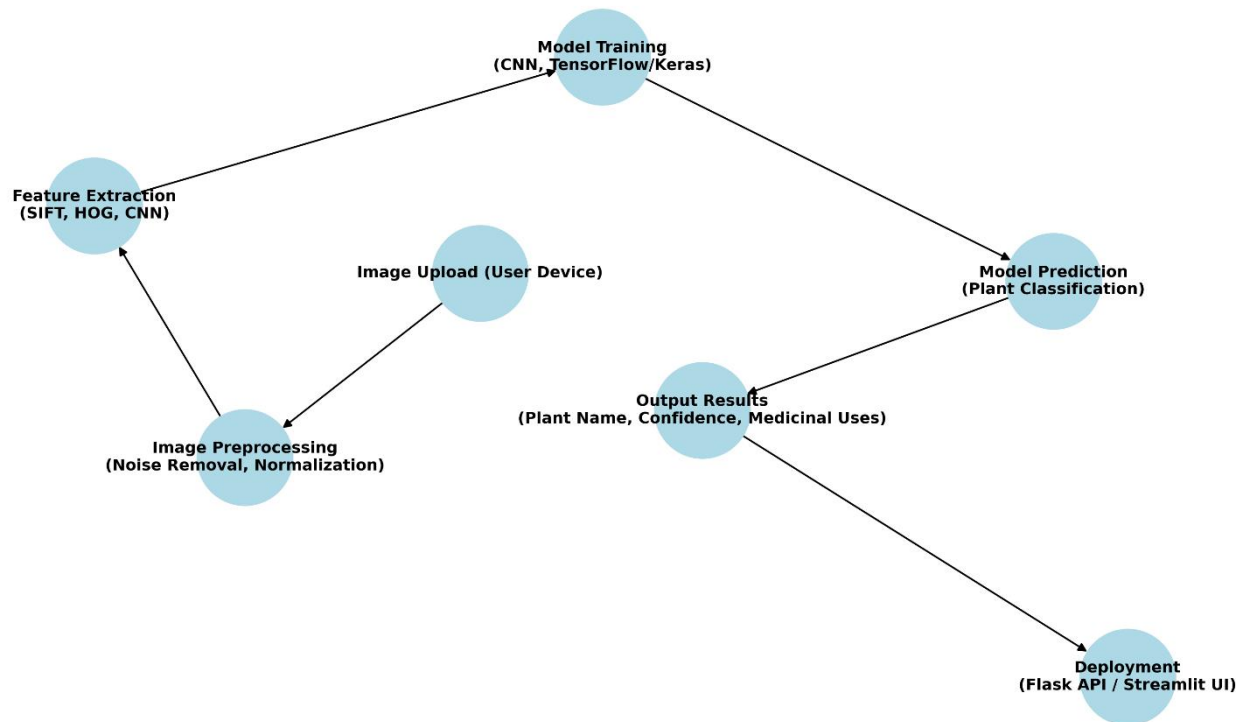 Model Training
(CNN, TensorFlow/Keras)
Feature Extraction
(SIFT, HOG, CNN)
Image Upload (User Device)
Model Prediction
(Plant Classification)
Output Results
(Plant Name, Confidence, Medicinal Uses)
Image Preprocessing
(Noise Removal, Normalization)
Deployment
(Flask API / Streamlit UI)